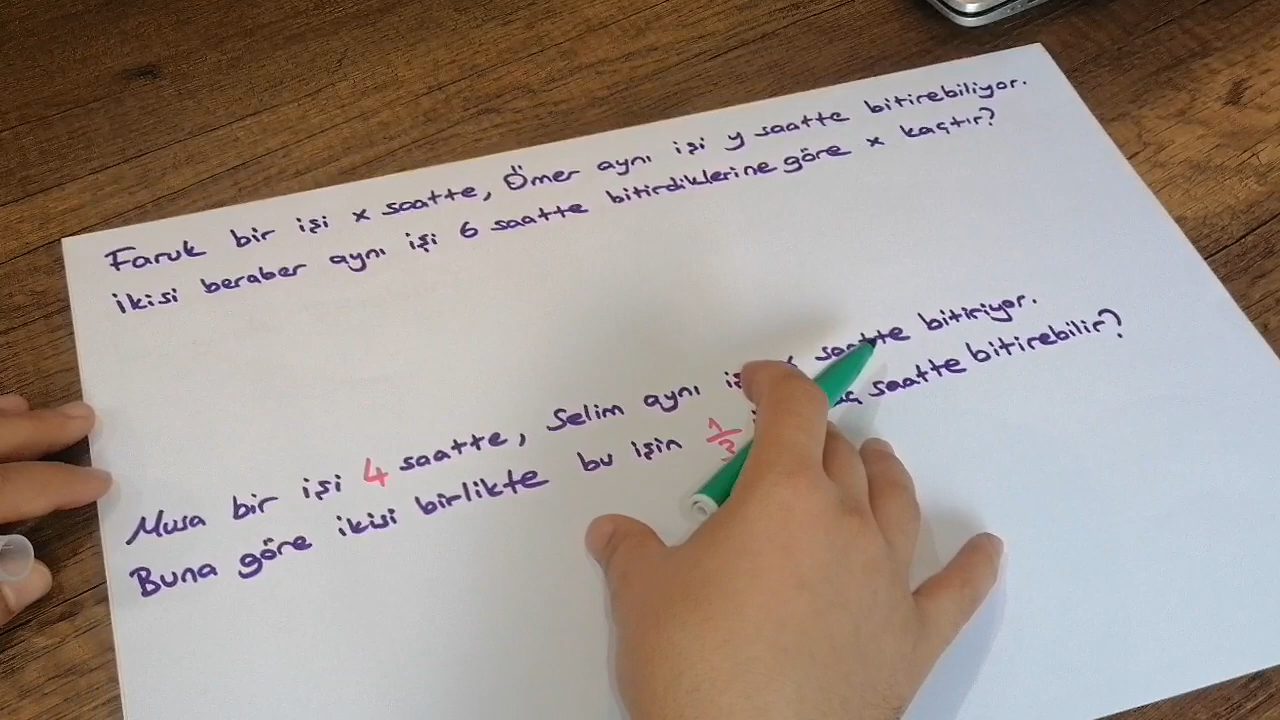 Faruk bir işi x saatte, Ömer aynı işi y saatte bitirebiliyor.
ikisi beraber aynı işi 6 saatte bitirdiklerine göre x kaçtır?
Musa bir işi 4 saatte, Selim aynı saatte bitiriyor.
Buna göre ikisi birlikte bu işin saatte bitirebilir?